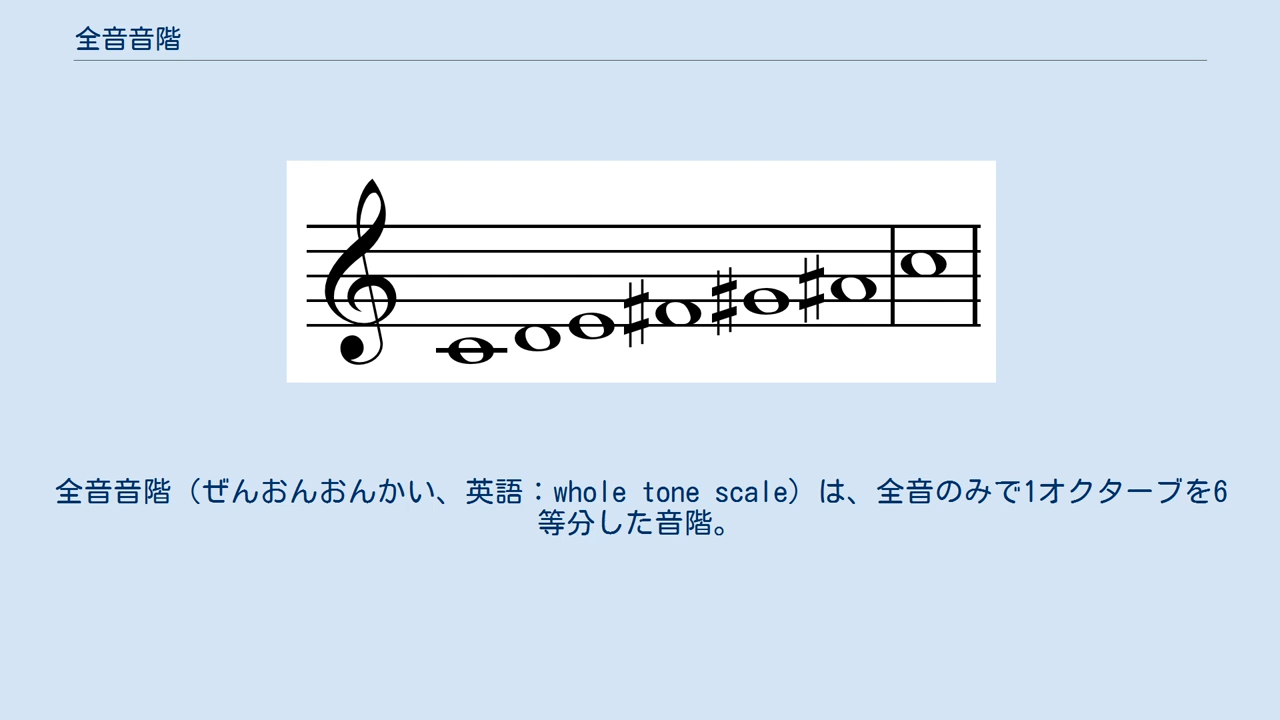 全音音階
全音音階（ぜんおんおんかい、英語：whole tone scale）は、全音のみで1オクターブを6
等分した音階。